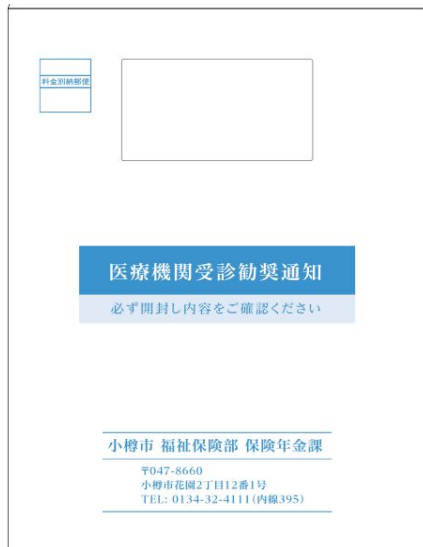 料金別納郵便
医療機関受診勧奨通知
必ず開封し内容をご確認ください
小樽市 福祉保険部 保険年金課
〒047-8660
小樽市花園2丁目12番1号
TEL: 0134-32-4111(内線395)